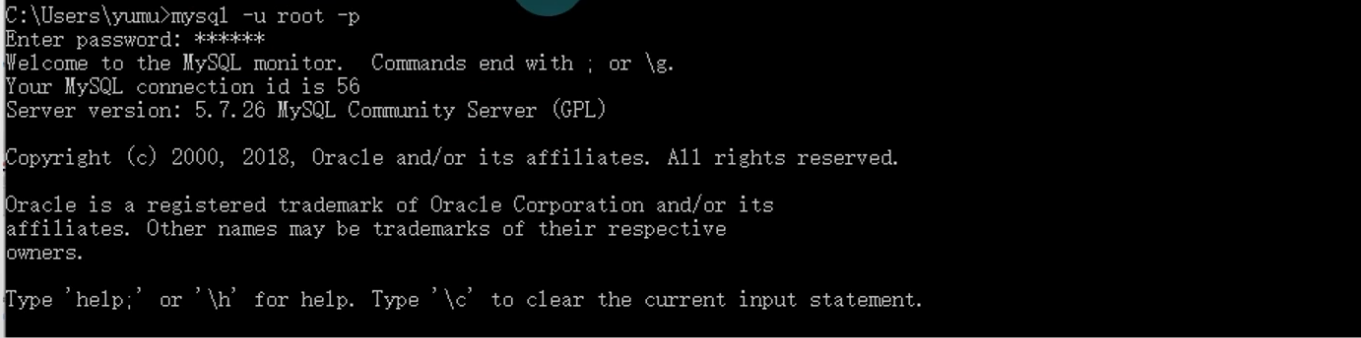 C:\Users\yumu>mysql -u root -p
Enter password: ******
Welcome to the MySQL monitor.  Commands end with ; or \g.
Your MySQL connection id is 56
Server version: 5.7.26 MySQL Community Server (GPL)
Copyright (c) 2000, 2018, Oracle and/or its affiliates. All rights reserved.
Oracle is a registered trademark of Oracle Corporation and/or its
affiliates. Other names may be trademarks of their respective
owners.
Type 'help;' or '\h' for help. Type '\c' to clear the current input statement.